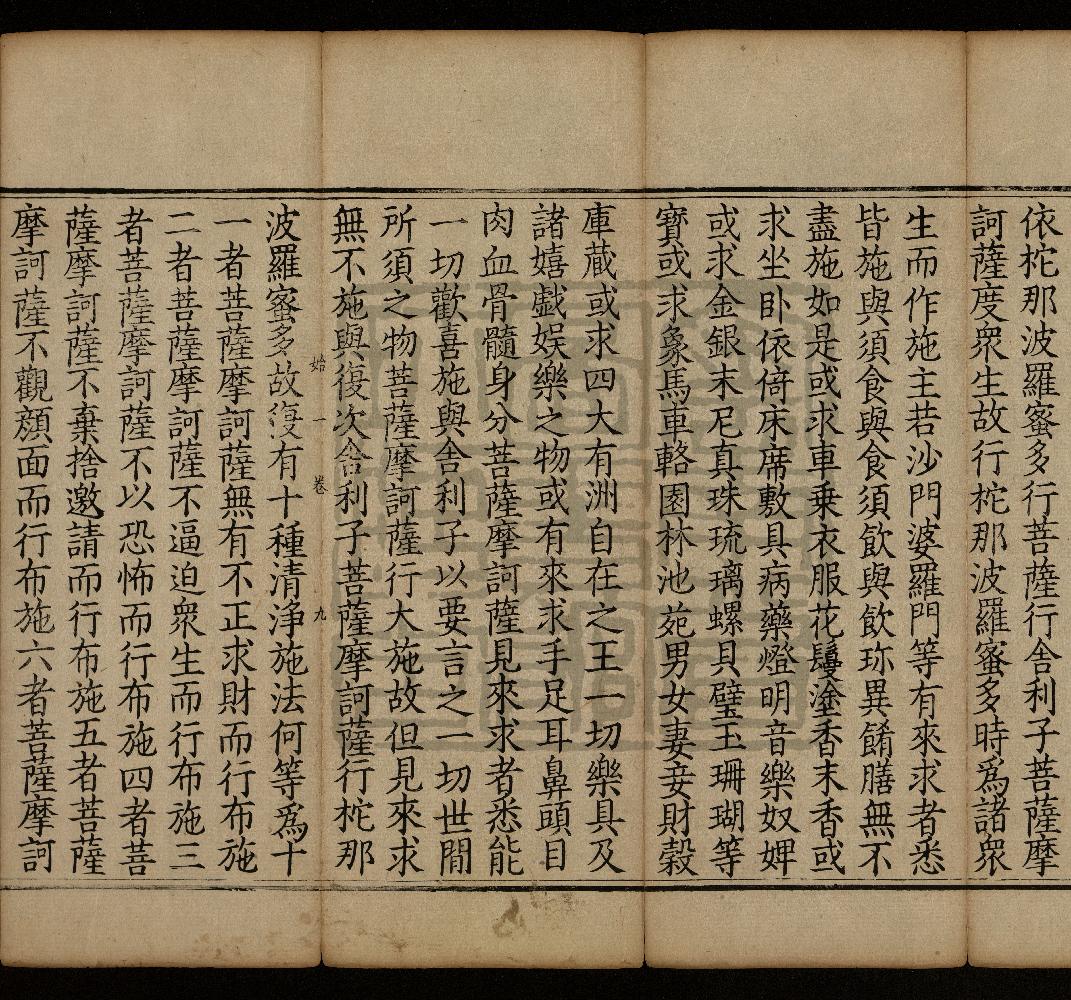 依柁那波羅蜜多行菩薩行舍利子菩薩摩
訶薩度眾生故行柁那波羅蜜多時爲諸眾
生而作施主若沙門婆羅門等有來求者悉
皆施與須食與食須飲與飲珎異餚膳無不
盡施如是或求車乗衣服花鬘塗香末香或
求坐臥依倚床席敷具病藥燈明音樂奴婢
或求金銀末尼真珠琉璃螺貝璧玉珊瑚等
寶或求象馬車輅園林池苑男女妻妾財穀
庫蔵或求四大有洲自在之王一切樂具及
諸嬉戲娛樂之物或有來求手足耳鼻頭目
肉血骨髓身分菩薩摩訶薩見來求者悉能
一切歡喜施與舍利子以要言之一切世間
所須之物菩薩摩訶薩行大施故但見來求
無不施與復次舍利子菩薩摩訶薩行柁那
始一卷 九
波羅蜜多故復有十種清浄施法何等爲十
一者菩薩摩訶薩無有不正求財而行布施
二者菩薩摩訶薩不逼迫眾生而行布施三
者菩薩摩訶薩不以恐怖而行布施四者菩
薩摩訶薩不棄捨邀請而行布施五者菩薩
摩訶薩不觀顏面而行布施六者菩薩摩訶